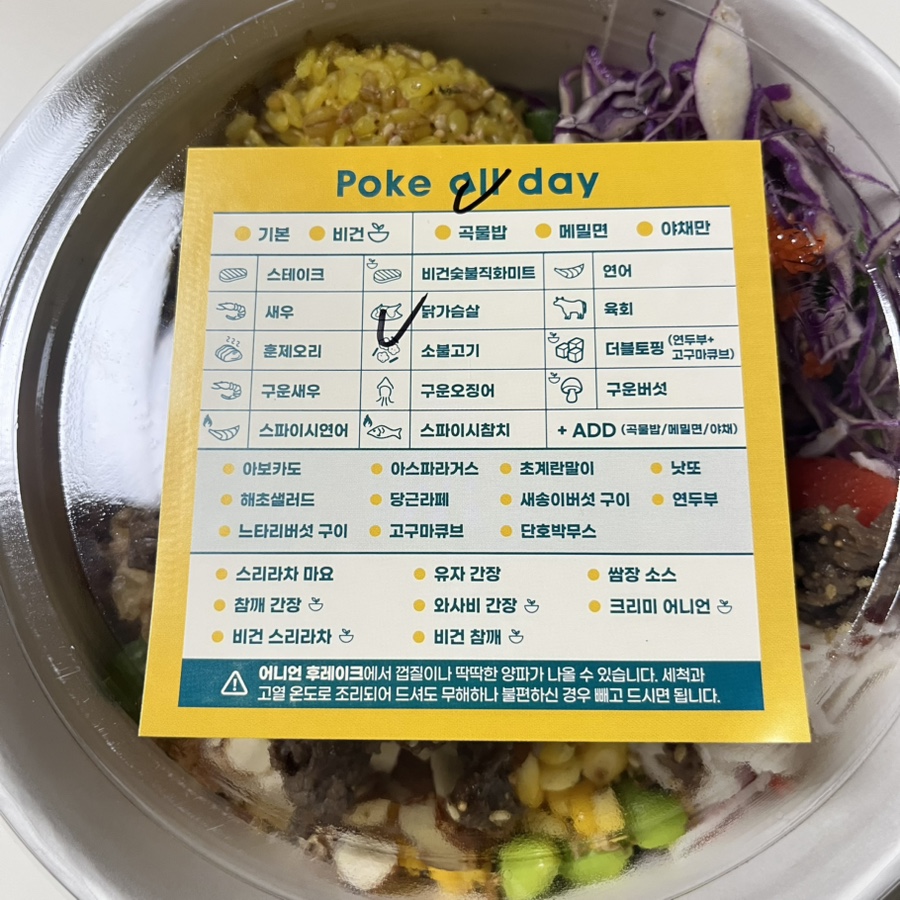 Poke all day
기본 비건 곡물밥 메밀면 야채만
스테이크 비건숯불직화미트 연어
새우 닭가슴살 육회
훈제오리 소불고기 더블토핑 (연두부+
고구마큐브)
구운새우 구운오징어 구운버섯
스파이시연어 스파이시참치 + ADD (곡물밥/메밀면/야채)
아보카도 아스파라거스 초계란말이 낫또
해초샐러드 당근라페 새송이버섯 구이 연두부
느타리버섯 구이 고구마큐브 단호박무스
스리라차 마요 유자 간장 쌈장 소스
참깨 간장 와사비 간장 크리미 어니언
비건 스리라차 비건 참깨
어니언 후레이크에서 껍질이나 딱딱한 양파가 나올 수 있습니다. 세척과
고열 온도로 조리되어 드셔도 무해하나 불편하신 경우 빼고 드시면 됩니다.